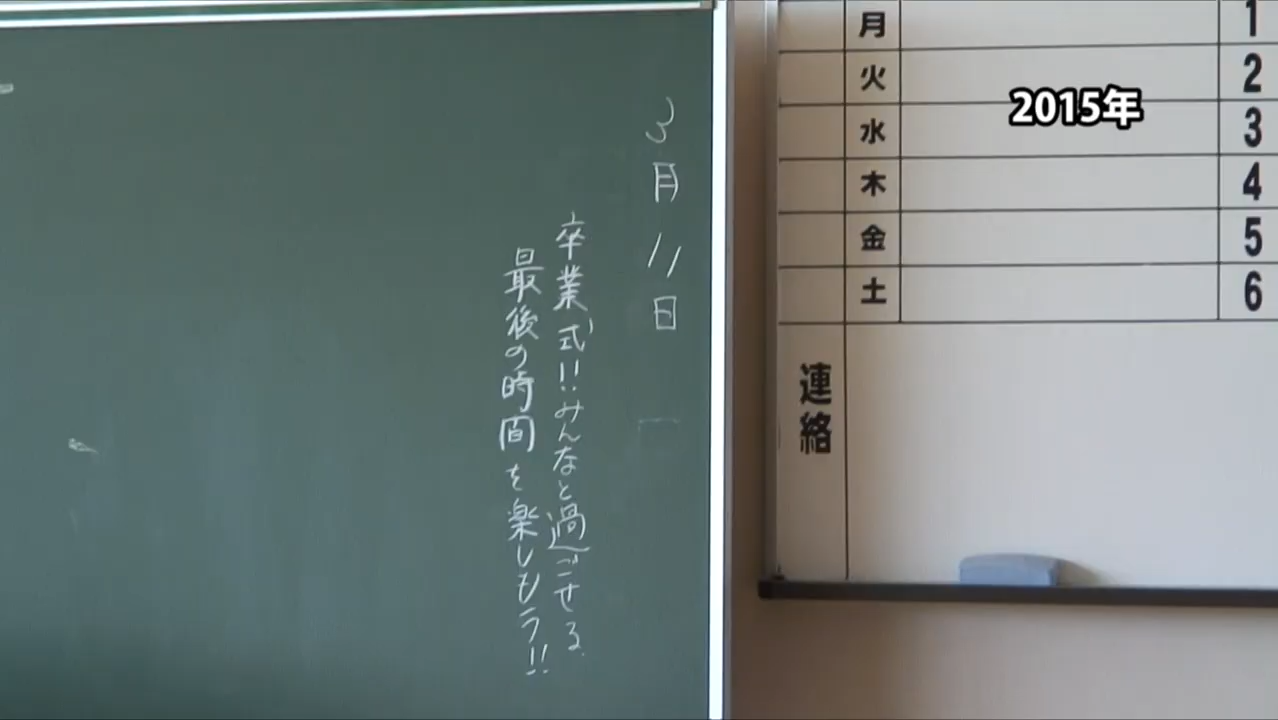 3月11日
卒業式!!みんなと過ごせる
最後の時間を楽しもう!!
2015年
月 1
火 2
水 3
木 4
金 5
土 6
連絡